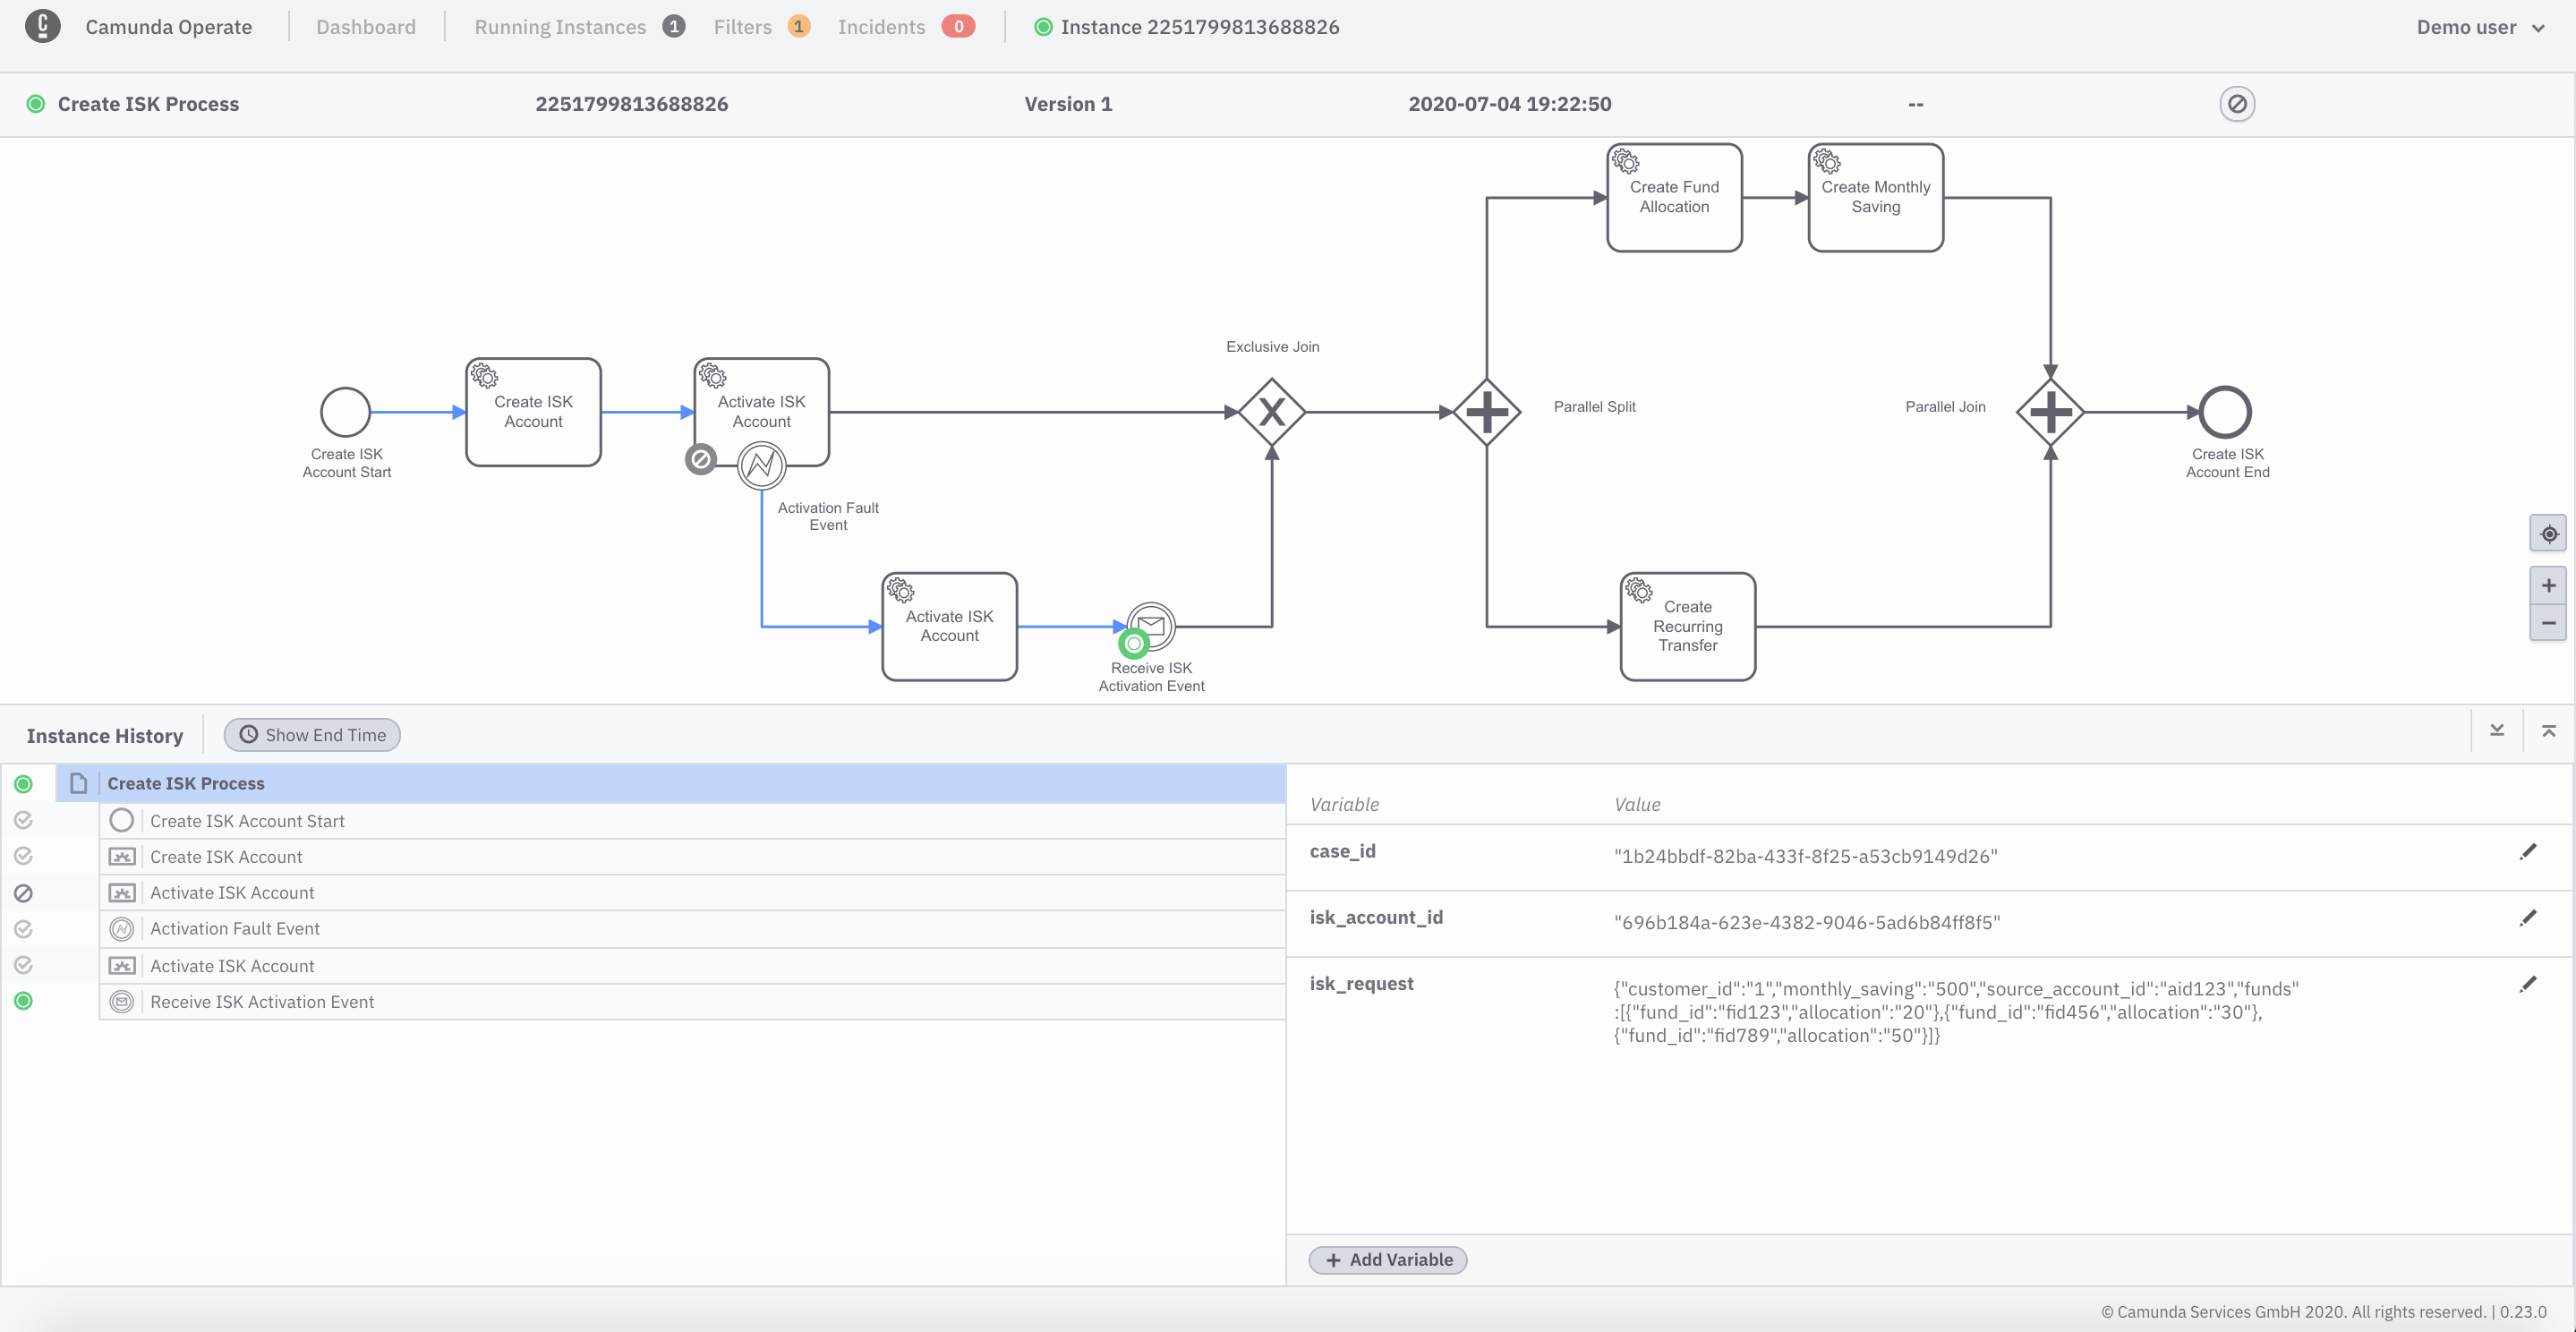 Camunda Operate
Dashboard
Running Instances 1
Filters 1
Incidents 0
Instance 2251799813688826
Demo user
Create ISK Process
2251799813688826
Version 1
2020-07-04 19:22:50
--
Create Fund
Allocation
Create Monthly
Saving
Exclusive Join
Create ISK
Account
Activate ISK
Account
Parallel Split
Parallel Join
Create ISK
Account Start
Create ISK
Account End
Activation Fault
Event
Activate ISK
Account
Create
Recurring
Transfer
Receive ISK
Activation Event
Instance History
Show End Time
Create ISK Process
Create ISK Account Start
Create ISK Account
Activate ISK Account
Activation Fault Event
Activate ISK Account
Receive ISK Activation Event
Variable Value
case_id "1b24bbdf-82ba-433f-8f25-a53cb9149d26"
isk_account_id "696b184a-623e-4382-9046-5ad6b84ff8f5"
isk_request {"customer_id":"1","monthly_saving":"500","source_account_id":"aid123","funds"
:[{"fund_id":"fid123","allocation":"20"},{"fund_id":"fid456","allocation":"30"},
{"fund_id":"fid789","allocation":"50"}]}
+ Add Variable
© Camunda Services GmbH 2020. All rights reserved. | 0.23.0